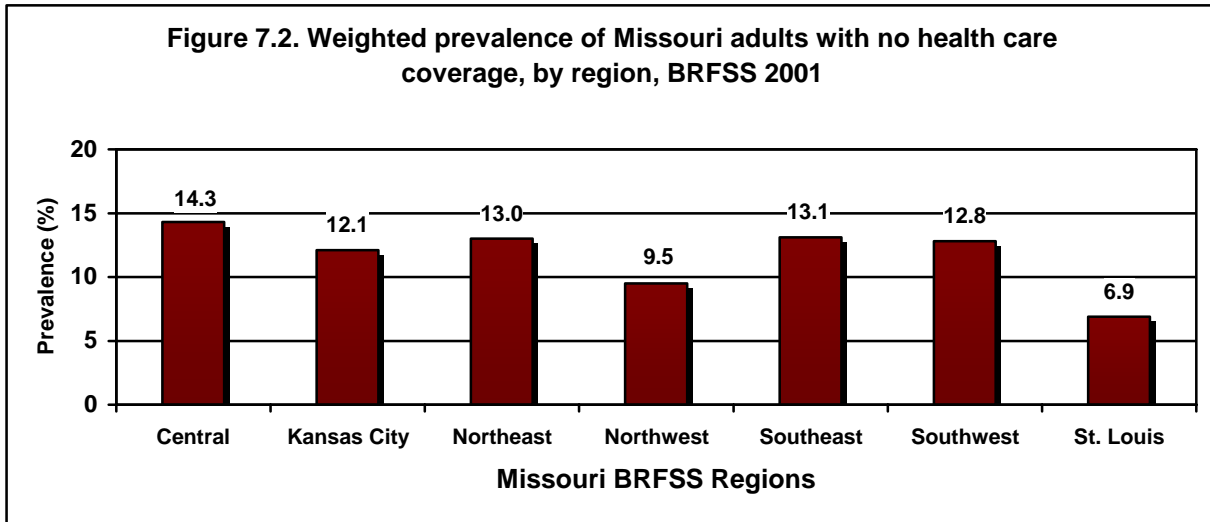 Figure 7.2. Weighted prevalence of Missouri adults with no health care
coverage, by region, BRFSS 2001
Prevalence (%)
20
15
10
5
0
14.3
12.1
13.0
9.5
13.1
12.8
6.9
Central Kansas City Northeast Northwest Southeast Southwest St. Louis
Missouri BRFSS Regions